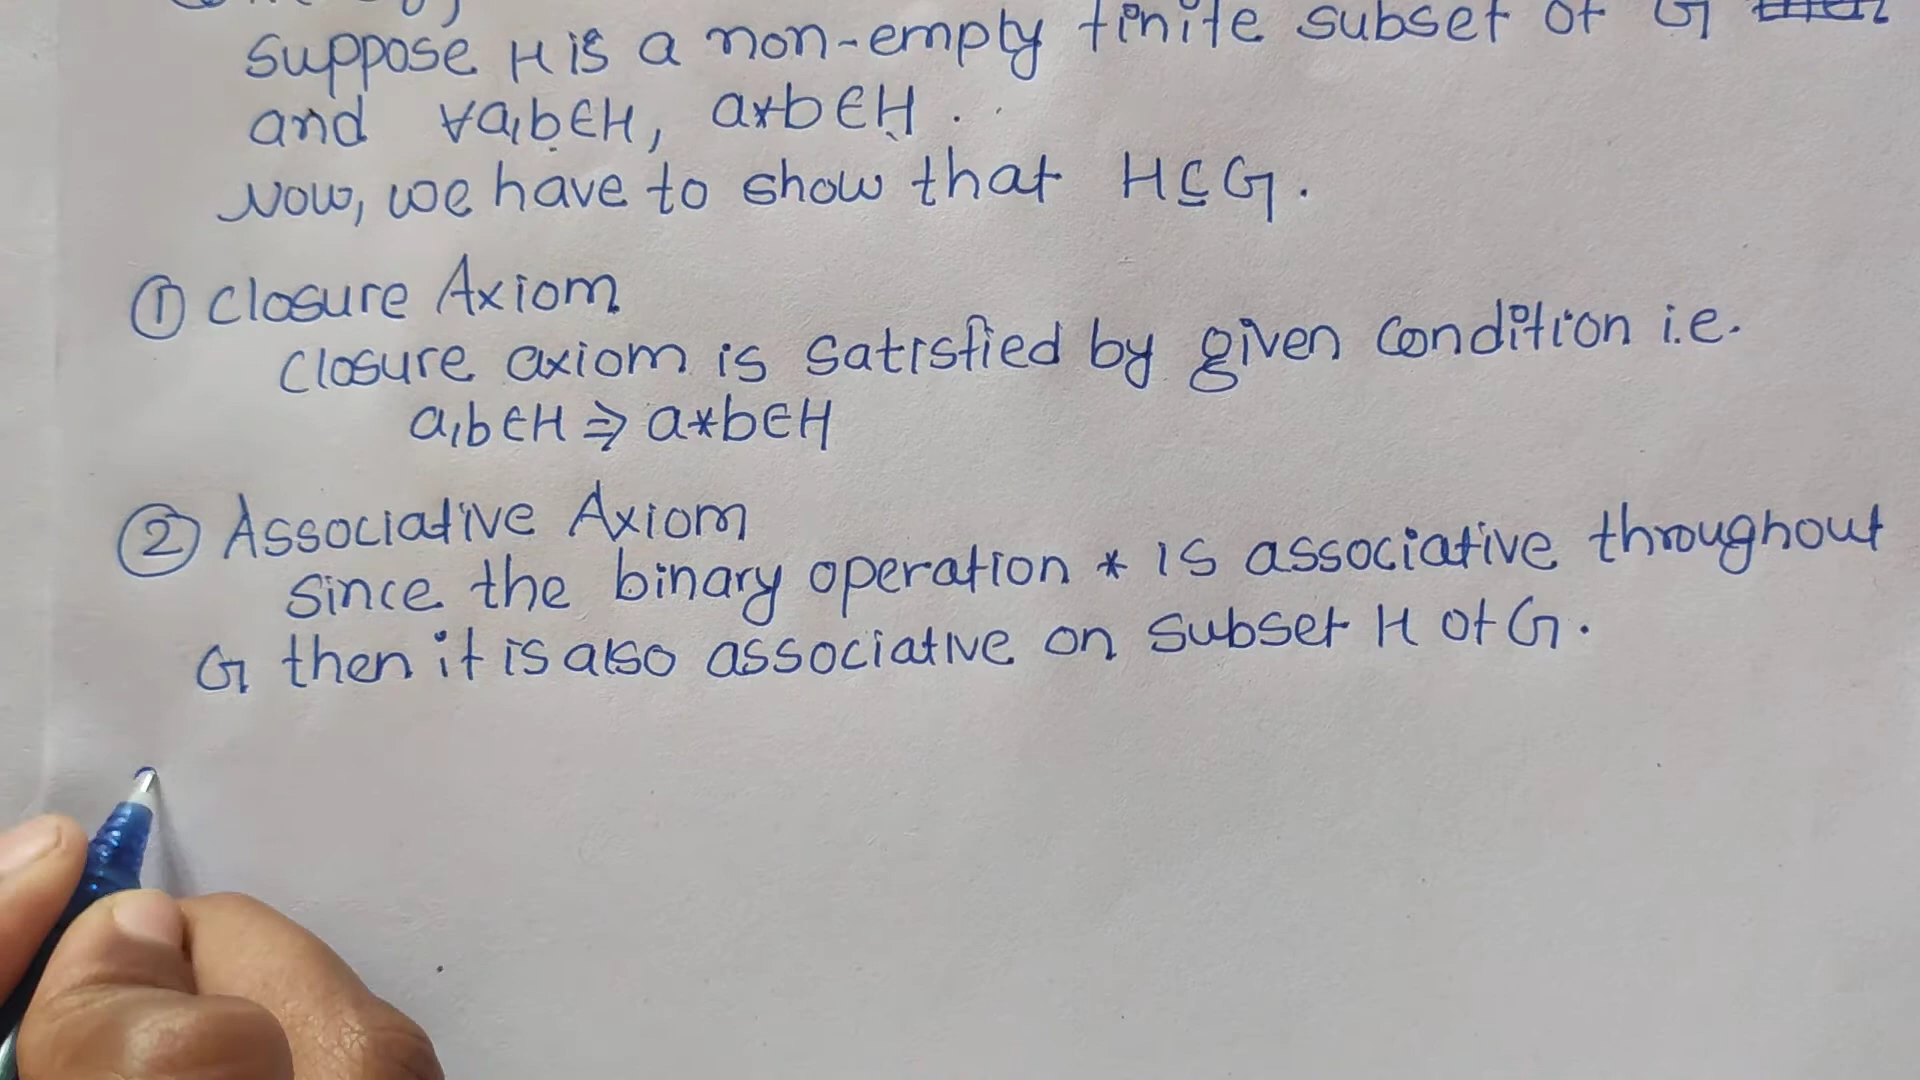 suppose H is a non-empty finite subset of G
and ∀a,b∈H, a*b∈H.
Now, we have to show that H⊆G.
① Closure Axiom
closure axiom is satisfied by given condition i.e.
a,b∈H ⇒ a*b∈H
② Associative Axiom
since the binary operation * is associative throughout
G then it is also associative on subset H of G.